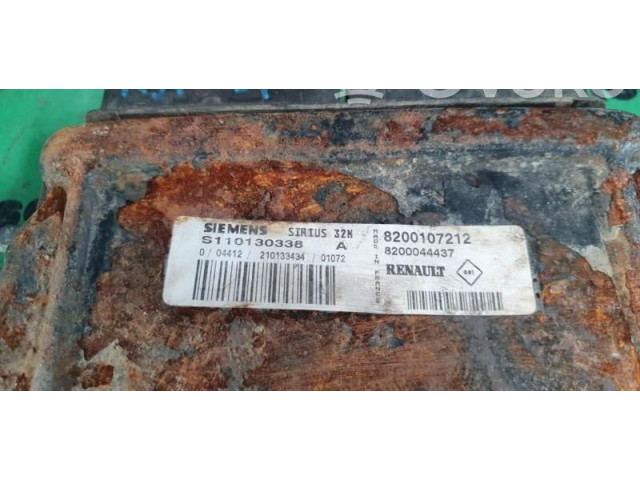 SIEMENS SIRIUS 32N
S110130338 A
0 / 04412 / 210133434 / 01072
MADE IN FRANCE
8200107212
8200044437
RENAULT